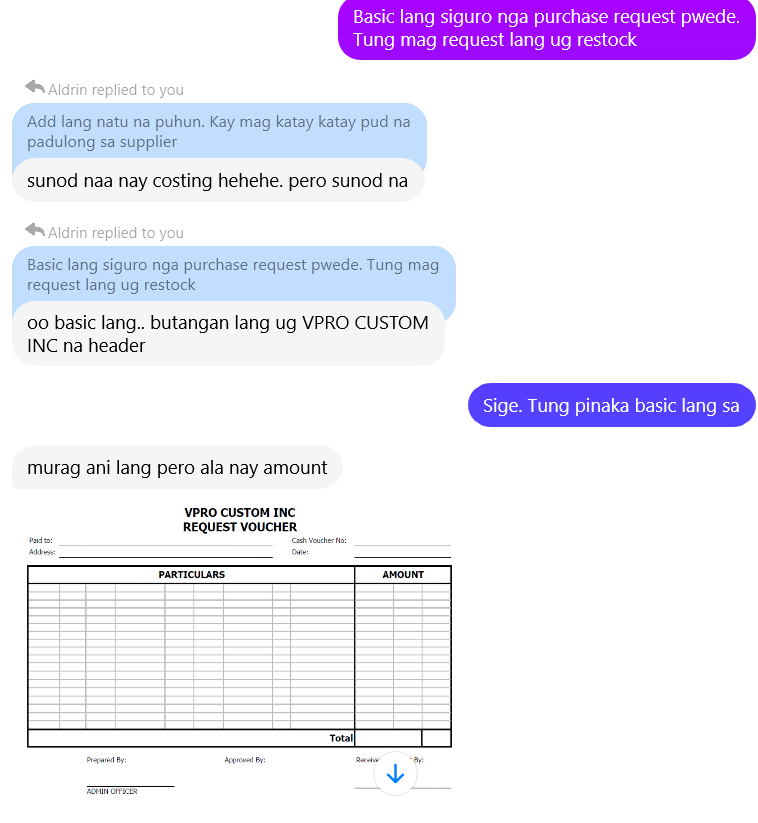 Basic lang siguro nga purchase request pwede.
Tung mag request lang ug restock
Aldrin replied to you
Add lang natu na puhun. Kay mag katay katay pud na
padulong sa supplier
sunod naa nay costing hehehe. pero sunod na
Aldrin replied to you
Basic lang siguro nga purchase request pwede. Tung mag
request lang ug restock
oo basic lang.. butangan lang ug VPRO CUSTOM
INC na header
Sige. Tung pinaka basic lang sa
murag ani lang pero ala nay amount
VPRO CUSTOM INC
REQUEST VOUCHER
Paid to: Cash Voucher No:
Address: Date:
PARTICULARS AMOUNT
Total
Prepared By: Approved By: By:
ADMIN OFFICER